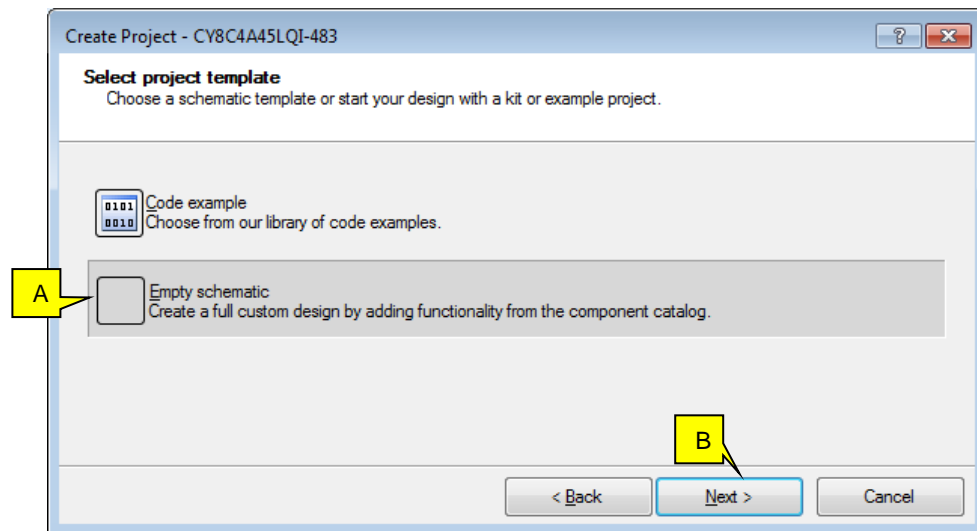 Create Project - CY8C4A45LQI-483
Select project template
Choose a schematic template or start your design with a kit or example project.
0101
0010
Code example
Choose from our library of code examples.
A
Empty schematic
Create a full custom design by adding functionality from the component catalog.
B
< Back
Next >
Cancel